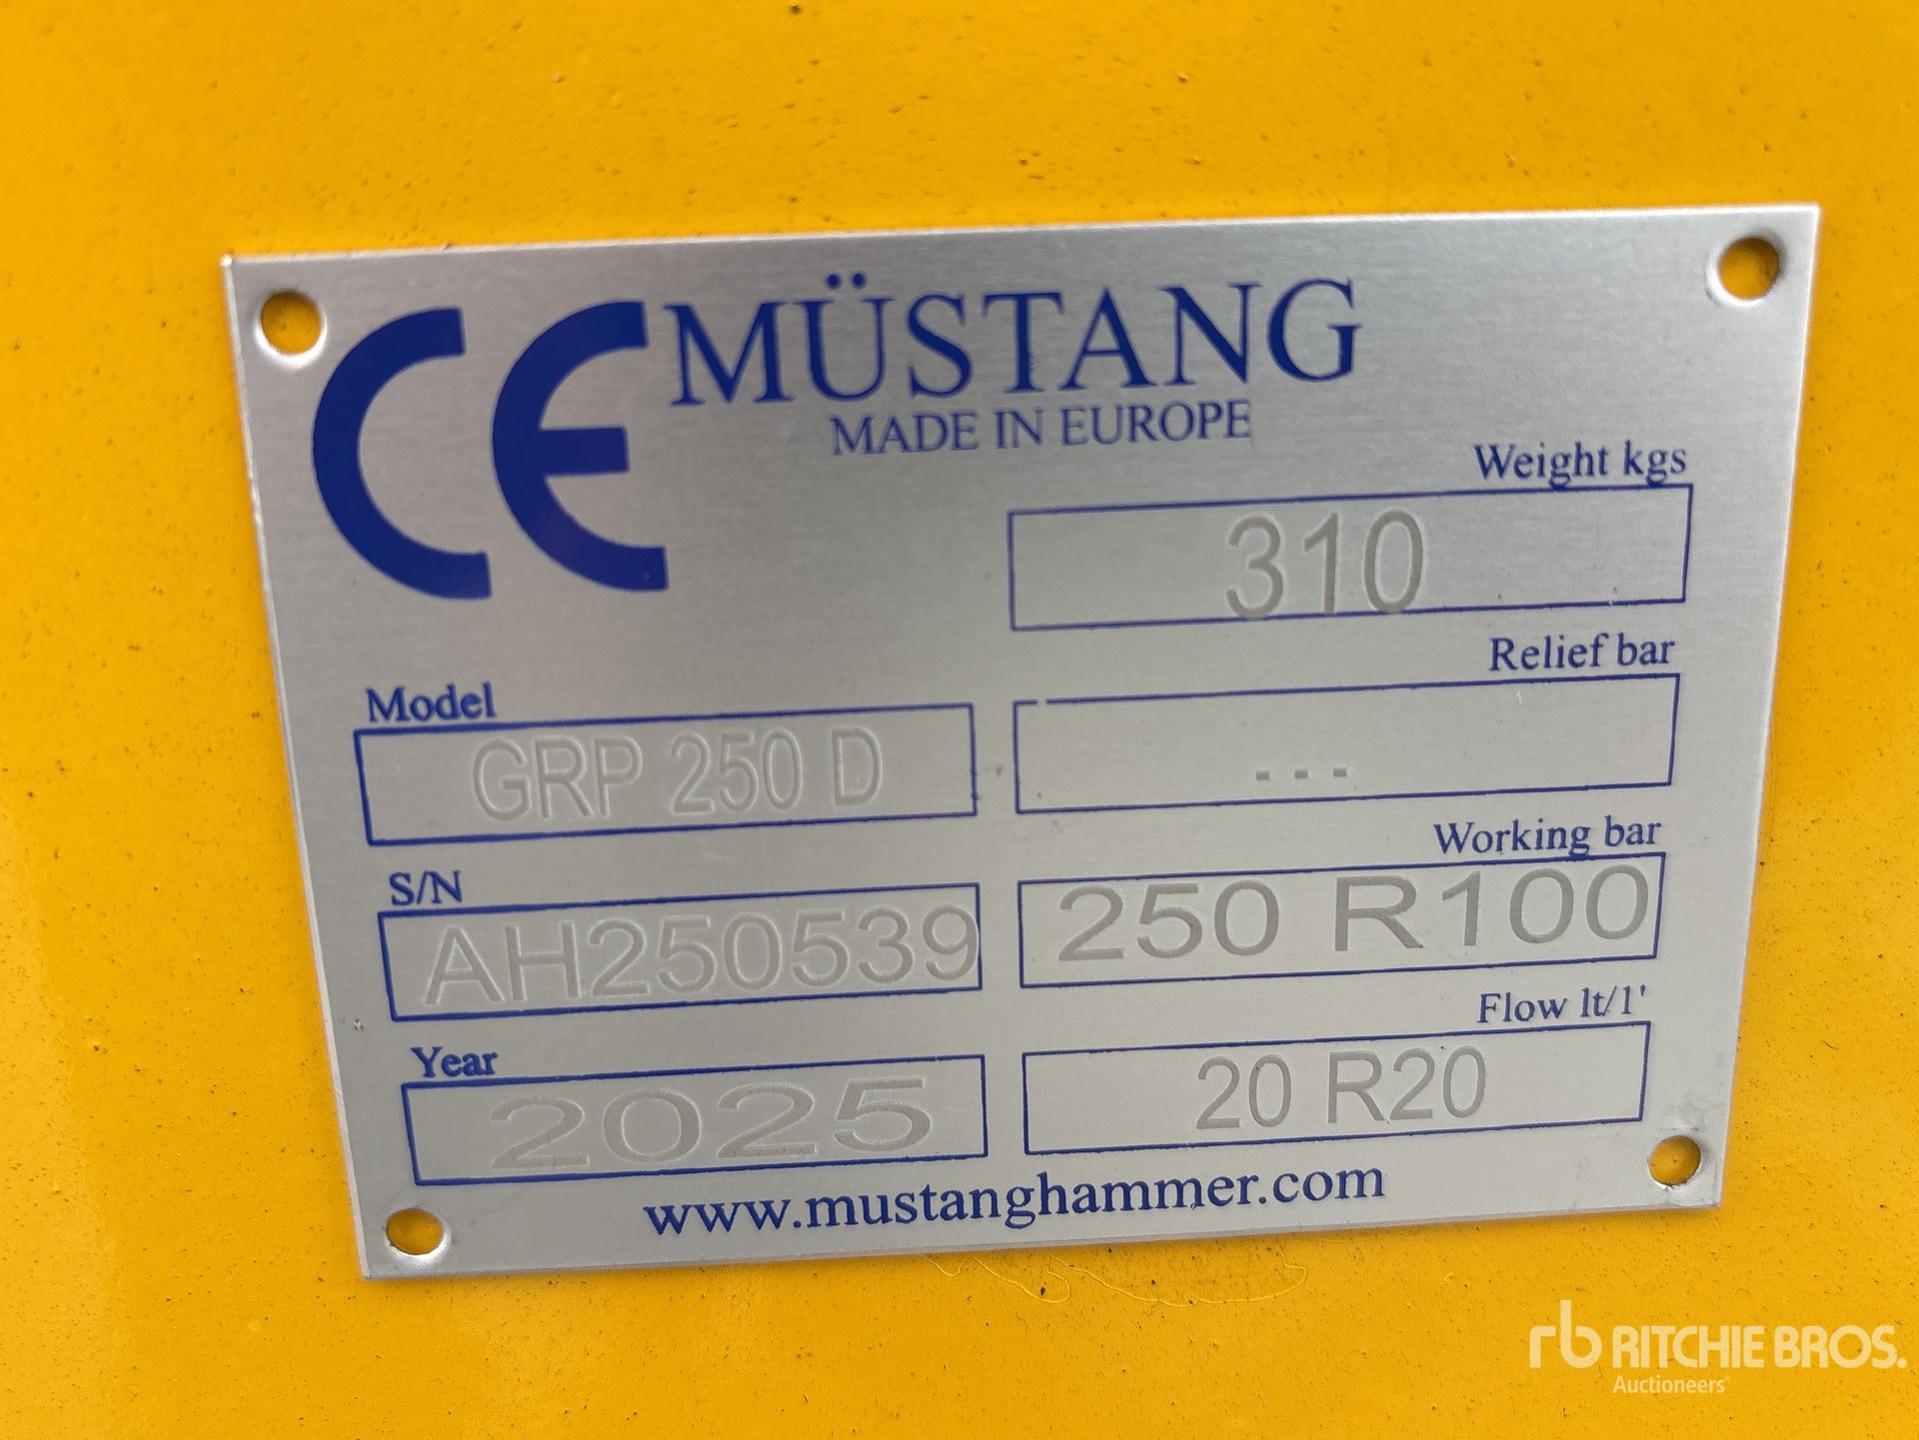 CE MÜSTANG
MADE IN EUROPE
Weight kgs
310
Relief bar
...
Model
GRP 250 D
Working bar
250 R100
S/N
AH250539
Flow lt/1'
20 R20
Year
2025
www.mustanghammer.com
rb RITCHIE BROS.
Auctioneers